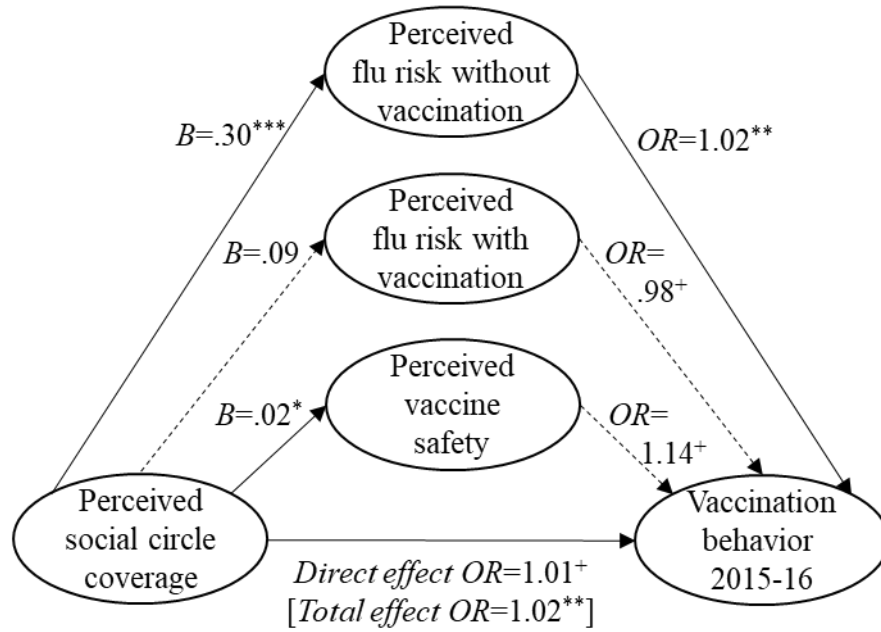 Perceived
flu risk without
vaccination
B=.30***
OR=1.02**
Perceived
flu risk with
vaccination
B=.09
OR=
.98+
Perceived
vaccine
safety
B=.02*
OR=
1.14+
Perceived
social circle
coverage
Vaccination
behavior
2015-16
Direct effect OR=1.01+
[Total effect OR=1.02**]